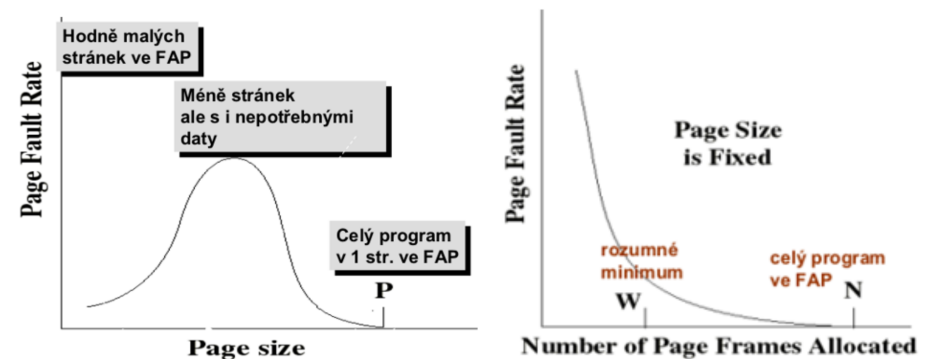 Hodně malých
stránek ve FAP
Méně stránek
ale s i nepotřebnými
daty
Celý program
v 1 str. ve FAP
P
Page Fault Rate
Page size
Page Fault Rate
Page Size
is Fixed
rozumné
minimum
W
celý program
ve FAP
N
Number of Page Frames Allocated